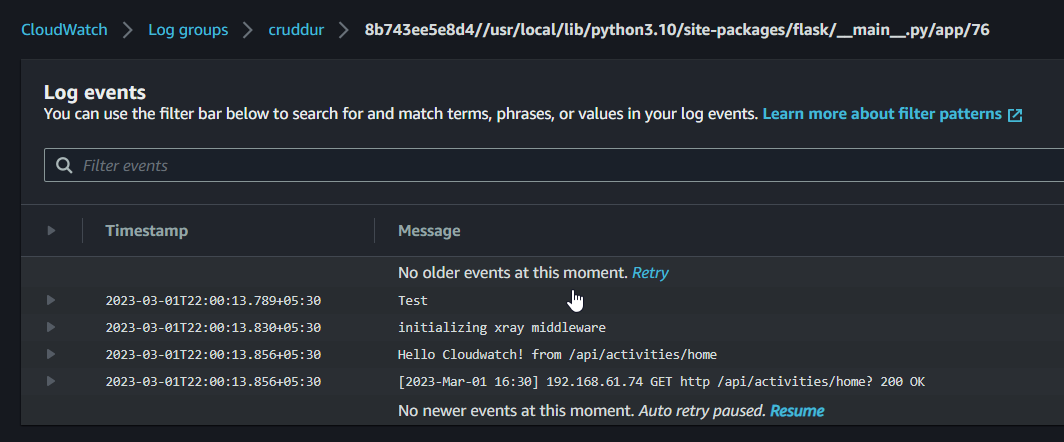 CloudWatch > Log groups > cruddur > 8b743ee5e8d4//usr/local/lib/python3.10/site-packages/flask/__main__.py/app/76
Log events
You can use the filter bar below to search for and match terms, phrases, or values in your log events. Learn more about filter patterns
Filter events
Timestamp Message
No older events at this moment. Retry
2023-03-01T22:00:13.789+05:30 Test
2023-03-01T22:00:13.830+05:30 initializing xray middleware
2023-03-01T22:00:13.856+05:30 Hello Cloudwatch! from /api/activities/home
2023-03-01T22:00:13.856+05:30 [2023-Mar-01 16:30] 192.168.61.74 GET http /api/activities/home? 200 OK
No newer events at this moment. Auto retry paused. Resume